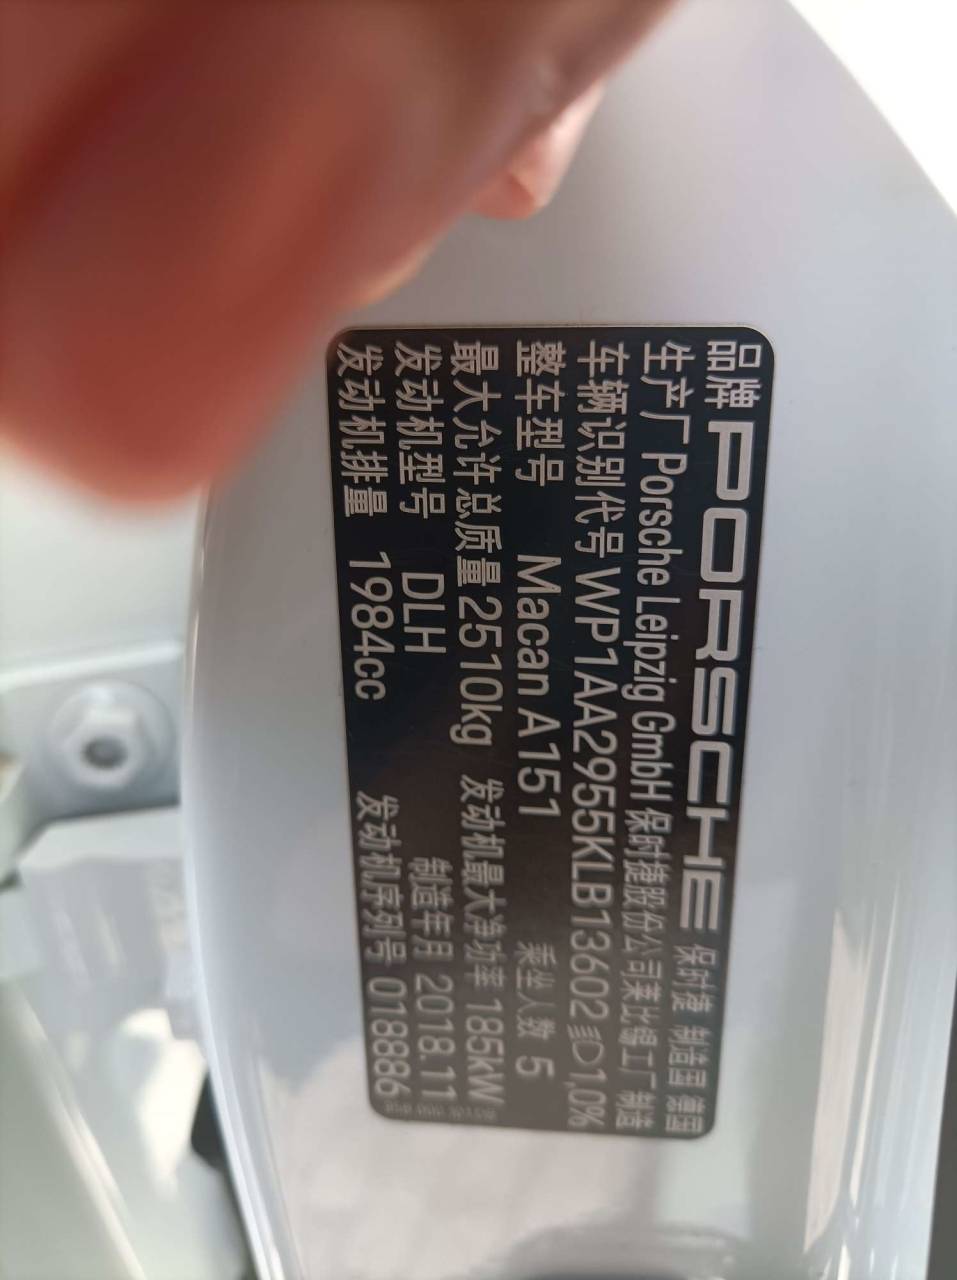 品牌 PORSCHE 保时捷 制造国 德国
生产厂 Porsche Leipzig GmbH 保时捷股份公司莱比锡工厂 制造
车辆识别代号 WP1AA2955KLB13602 1,0%
整车型号 Macan A151 乘坐人数 5
最大允许总质量 2510kg 发动机最大净功率 185kW
发动机型号 DLH 制造年月 2018.11
发动机排量 1984cc 发动机序列号 018886